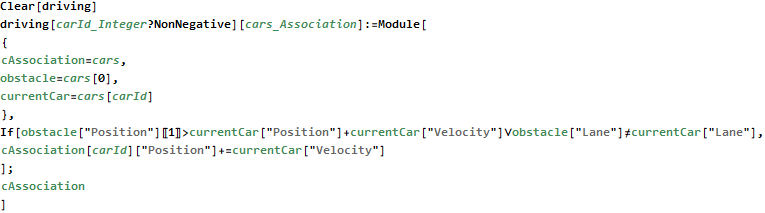 Clear[driving]
driving[carId_Integer?NonNegative][cars_Association]:=Module[
{
cAssociation=cars,
obstacle=cars[0],
currentCar=cars[carId]
},
If[obstacle["Position"]⟦1⟧>currentCar["Position"]+currentCar["Velocity"]∨obstacle["Lane"]≠currentCar["Lane"],
cAssociation[carId]["Position"]+=currentCar["Velocity"]
];
cAssociation
]